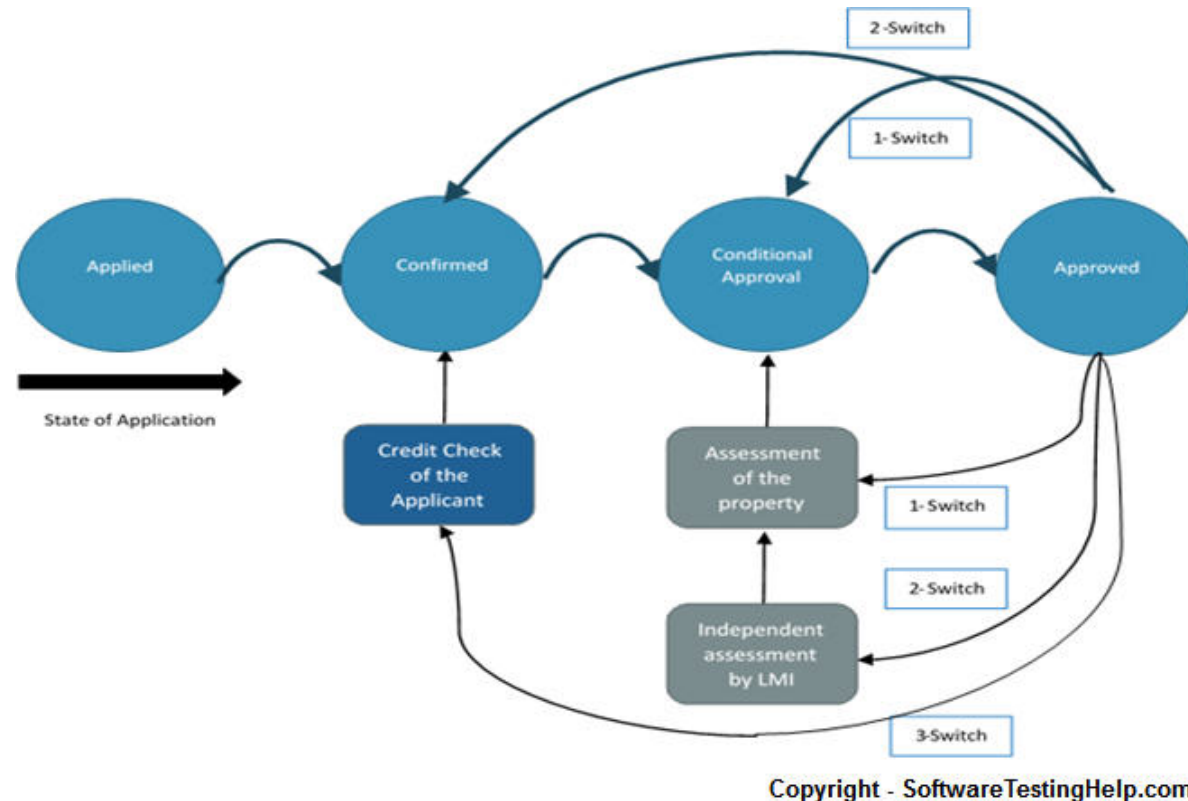 2 -Switch
1- Switch
Applied
Confirmed
Conditional
Approval
Approved
State of Application
Credit Check
of the
Applicant
Assessment
of the
property
1- Switch
2- Switch
Independent
assessment
by LMI
3-Switch
Copyright - SoftwareTestingHelp.com